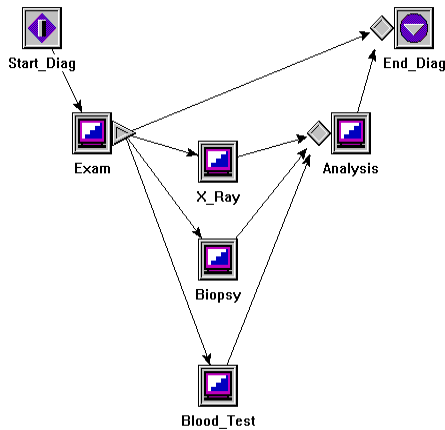 Start_Diag
End_Diag
Exam
X_Ray
Analysis
Biopsy
Blood_Test